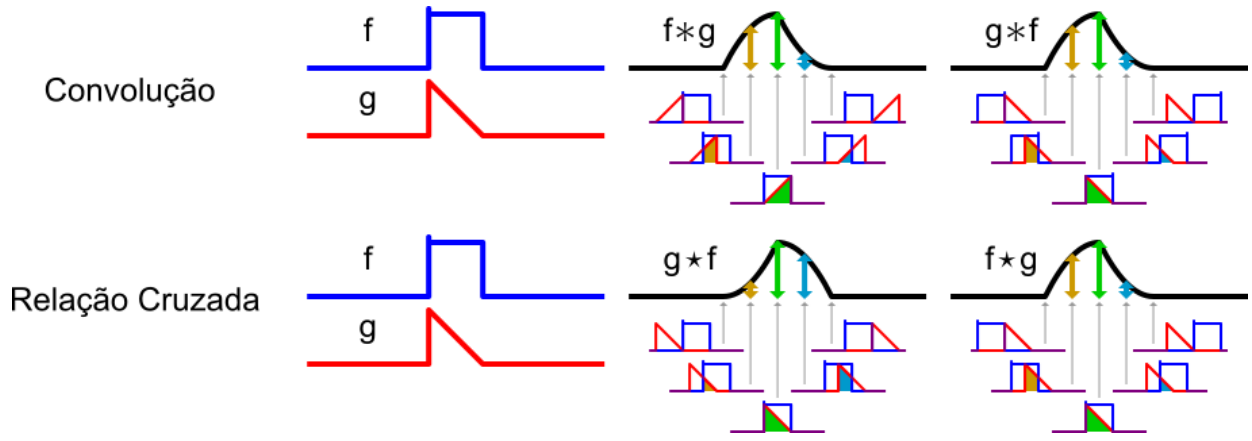 f
f∗g
g∗f
Convolução
g
f
g⋆f
f⋆g
Relação Cruzada
g